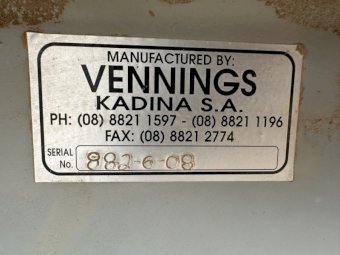 MANUFACTURED BY:
VENNINGS
KADINA S.A.
PH: (08) 8821 1597 - (08) 8821 1196
FAX: (08) 8821 2774
SERIAL No. 882-6-08